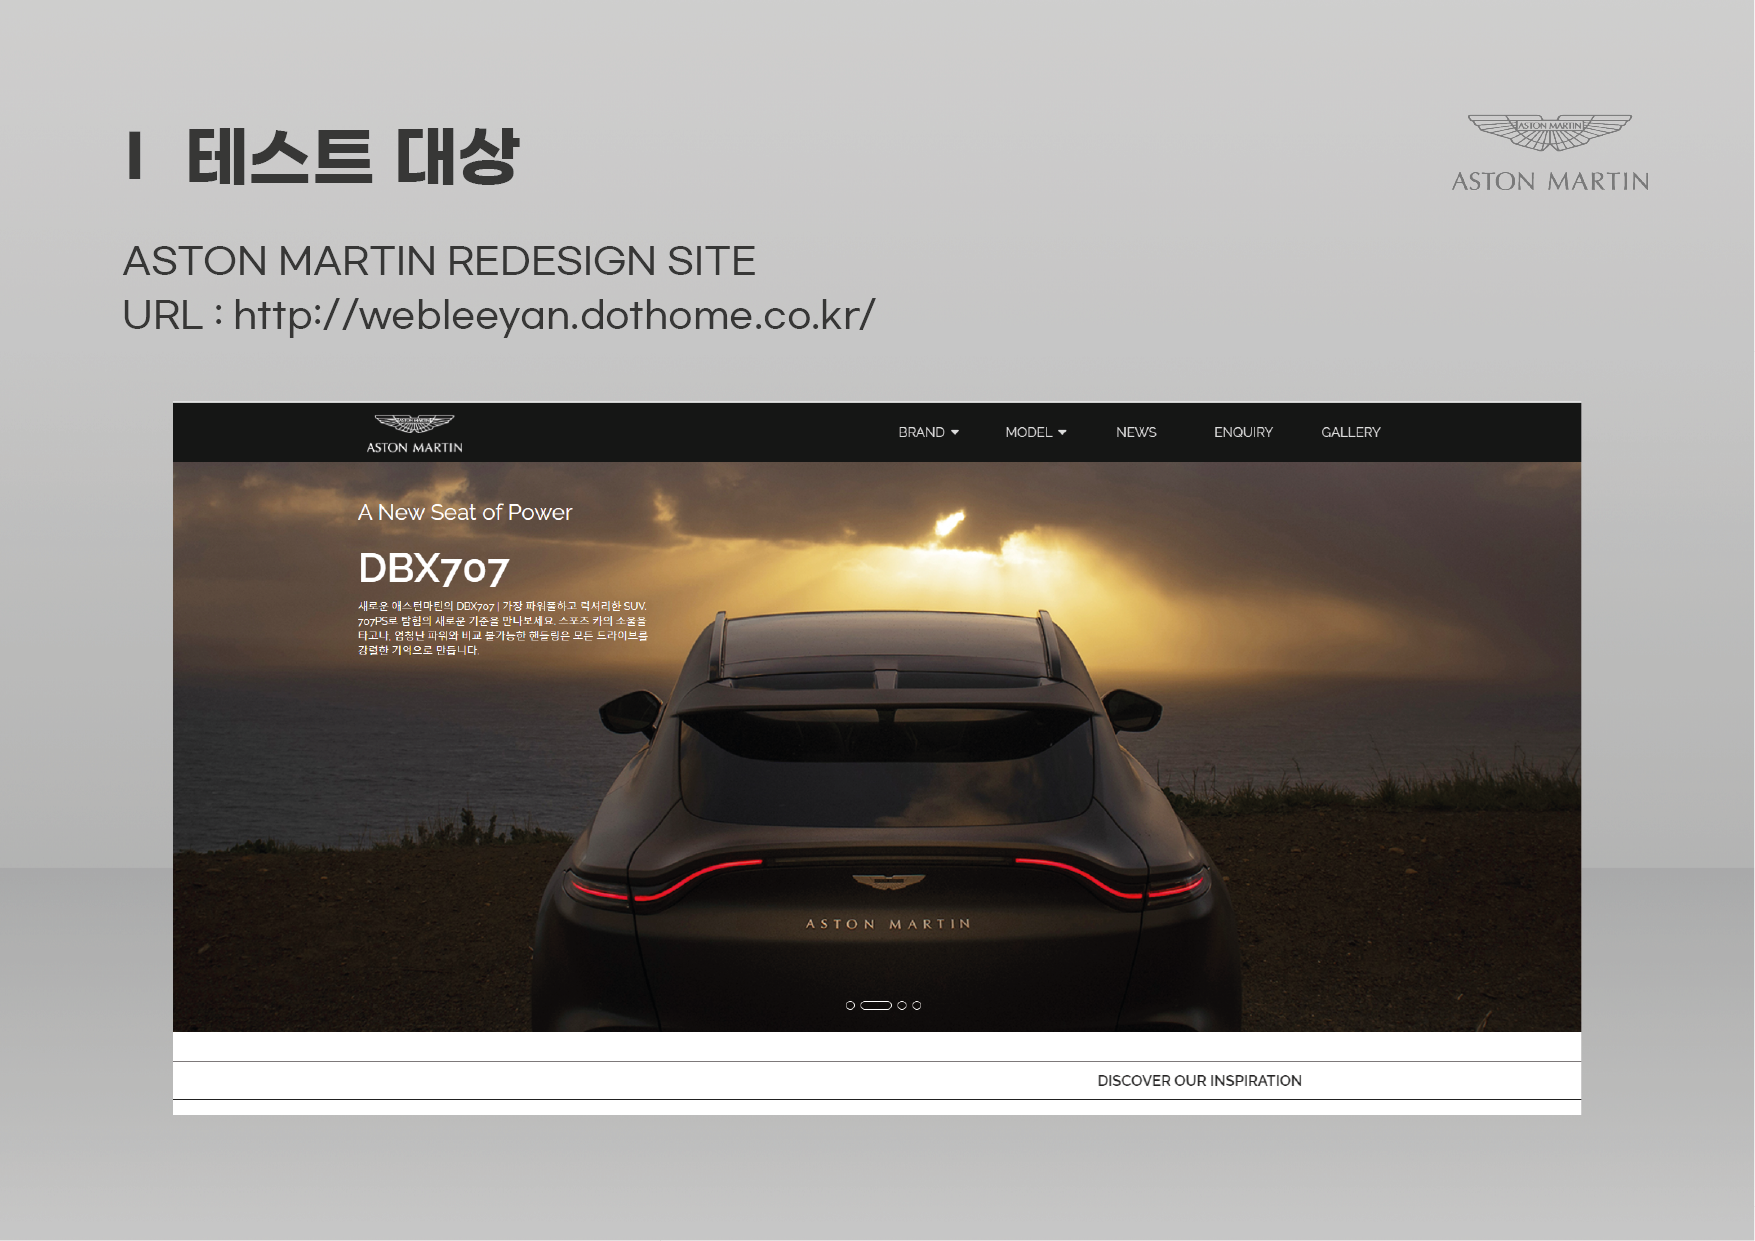 I 테스트 대상
ASTON MARTIN
ASTON MARTIN
ASTON MARTIN REDESIGN SITE
URL : http://webleeyan.dothome.co.kr/
ASTON MARTIN
ASTON MARTIN
BRAND MODEL NEWS ENQUIRY GALLERY
A New Seat of Power
DBX707
새로운 애스턴마틴의 DBX707 | 가장 파워풀하고 럭셔리한 SUV.
707PS로 탐험의 새로운 기준을 만나보세요. 스포츠 카의 소울을
타고나, 엄청난 파워와 비교 불가능한 핸들링은 모든 드라이브를
강렬한 기억으로 만듭니다.
ASTON MARTIN
DISCOVER OUR INSPIRATION